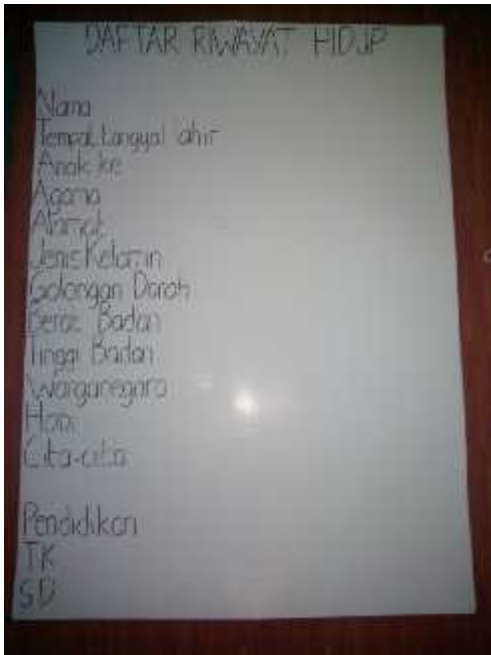 DAFTAR RIWAYAT HIDUP
Nama
Tempat tanggal lahir
Anak ke
Agama
Alamat
Jenis Kelamin
Golongan Darah
Berat Badan
Tinggi Badan
Warganegara
Hobi
Cita-cita
Pendidikan
TK
SD